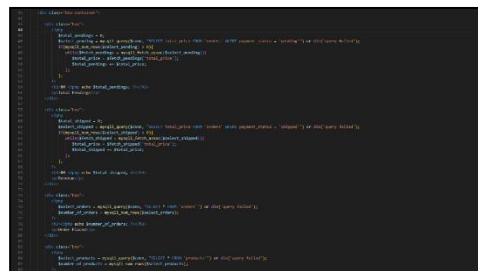 <div class="box-container">
<div class="box">
<?php
$total_pendings = 0;
$select_pending = mysqli_query($conn, "SELECT total_price FROM `orders` WHERE payment_status = 'pending'") or die('query failed');
if(mysqli_num_rows($select_pending) > 0){
while($fetch_pendings = mysqli_fetch_assoc($select_pending)){
$total_price = $fetch_pendings['total_price'];
$total_pendings += $total_price;
};
};
?>
<h3>RM <?php echo $total_pendings; ?></h3>
<p>Total Pendings</p>
</div>
<div class="box">
<?php
$total_shipped = 0;
$select_shipped = mysqli_query($conn, "SELECT total_price FROM `orders` WHERE payment_status = 'shipped'") or die('query failed');
if(mysqli_num_rows($select_shipped) > 0){
while($fetch_shipped = mysqli_fetch_assoc($select_shipped)){
$total_price = $fetch_shipped['total_price'];
$total_shipped += $total_price;
};
};
?>
<h3>RM <?php echo $total_shipped; ?></h3>
<p>Revenue</p>
</div>
<div class="box">
<?php
$select_orders = mysqli_query($conn, "SELECT * FROM `orders`") or die('query failed');
$number_of_orders = mysqli_num_rows($select_orders);
?>
<h3><?php echo $number_of_orders; ?></h3>
<p>Order Placed</p>
</div>
<div class="box">
<?php
$select_products = mysqli_query($conn, "SELECT * FROM `products`") or die('query failed');
$number_of_products = mysqli_num_rows($select_products);